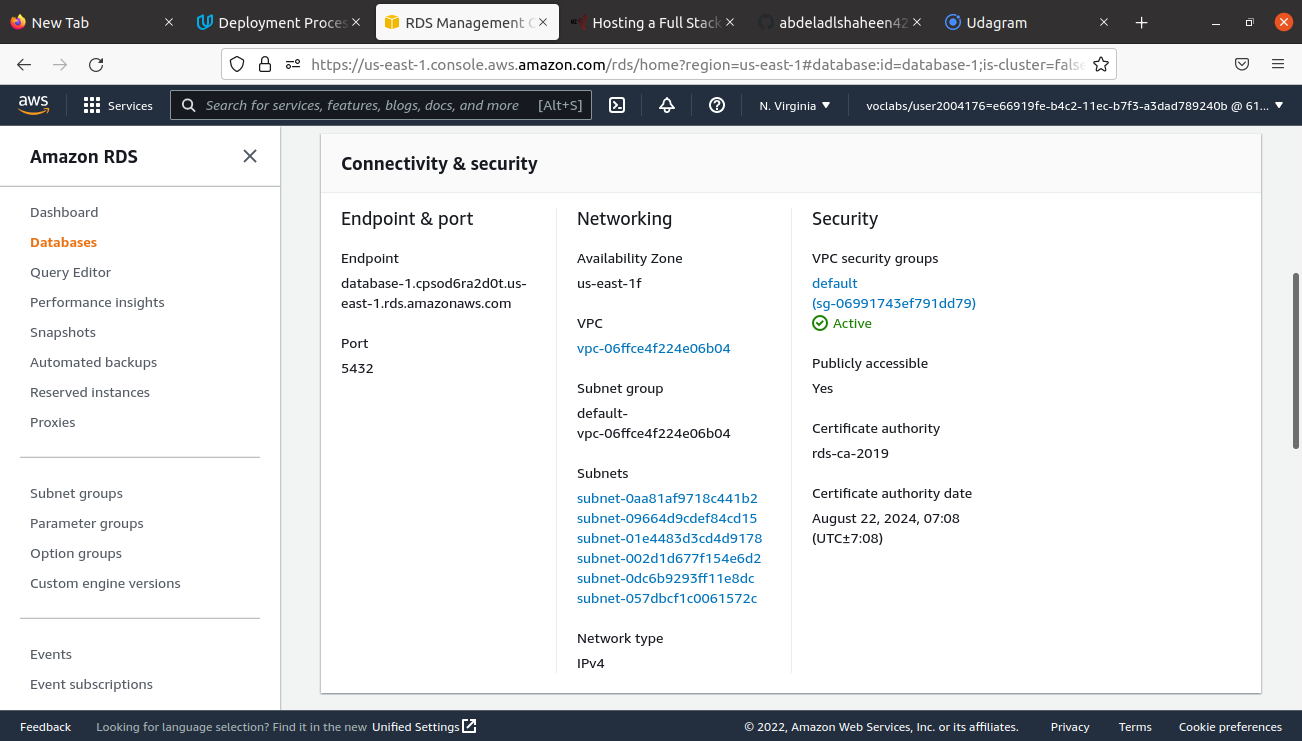 New Tab
Deployment Proces
RDS Management C
Hosting a Full Stack
abdeladlshaheen42
Udagram
https://us-east-1.console.aws.amazon.com/rds/home?region=us-east-1#database:id=database-1;is-cluster=false
aws
Services
Search for services, features, blogs, docs, and more [Alt+S]
N. Virginia
voclabs/user2004176=e66919fe-b4c2-11ec-b7f3-a3dad789240b @ 61...
Amazon RDS
Dashboard
Databases
Query Editor
Performance insights
Snapshots
Automated backups
Reserved instances
Proxies
Subnet groups
Parameter groups
Option groups
Custom engine versions
Events
Event subscriptions
Connectivity & security
Endpoint & port
Endpoint
database-1.cpsod6ra2d0t.us-
east-1.rds.amazonaws.com
Port
5432
Networking
Availability Zone
us-east-1f
VPC
vpc-06ffce4f224e06b04
Subnet group
default-
vpc-06ffce4f224e06b04
Subnets
subnet-0aa81af9718c441b2
subnet-09664d9cdef84cd15
subnet-01e4483d3cd4d9178
subnet-002d1d677f154e6d2
subnet-0dc6b9293ff11e8dc
subnet-057dbcf1c0061572c
Network type
IPv4
Security
VPC security groups
default
(sg-06991743ef791dd79)
Active
Publicly accessible
Yes
Certificate authority
rds-ca-2019
Certificate authority date
August 22, 2024, 07:08
(UTC±7:08)
Feedback
Looking for language selection? Find it in the new Unified Settings
© 2022, Amazon Web Services, Inc. or its affiliates.
Privacy
Terms
Cookie preferences